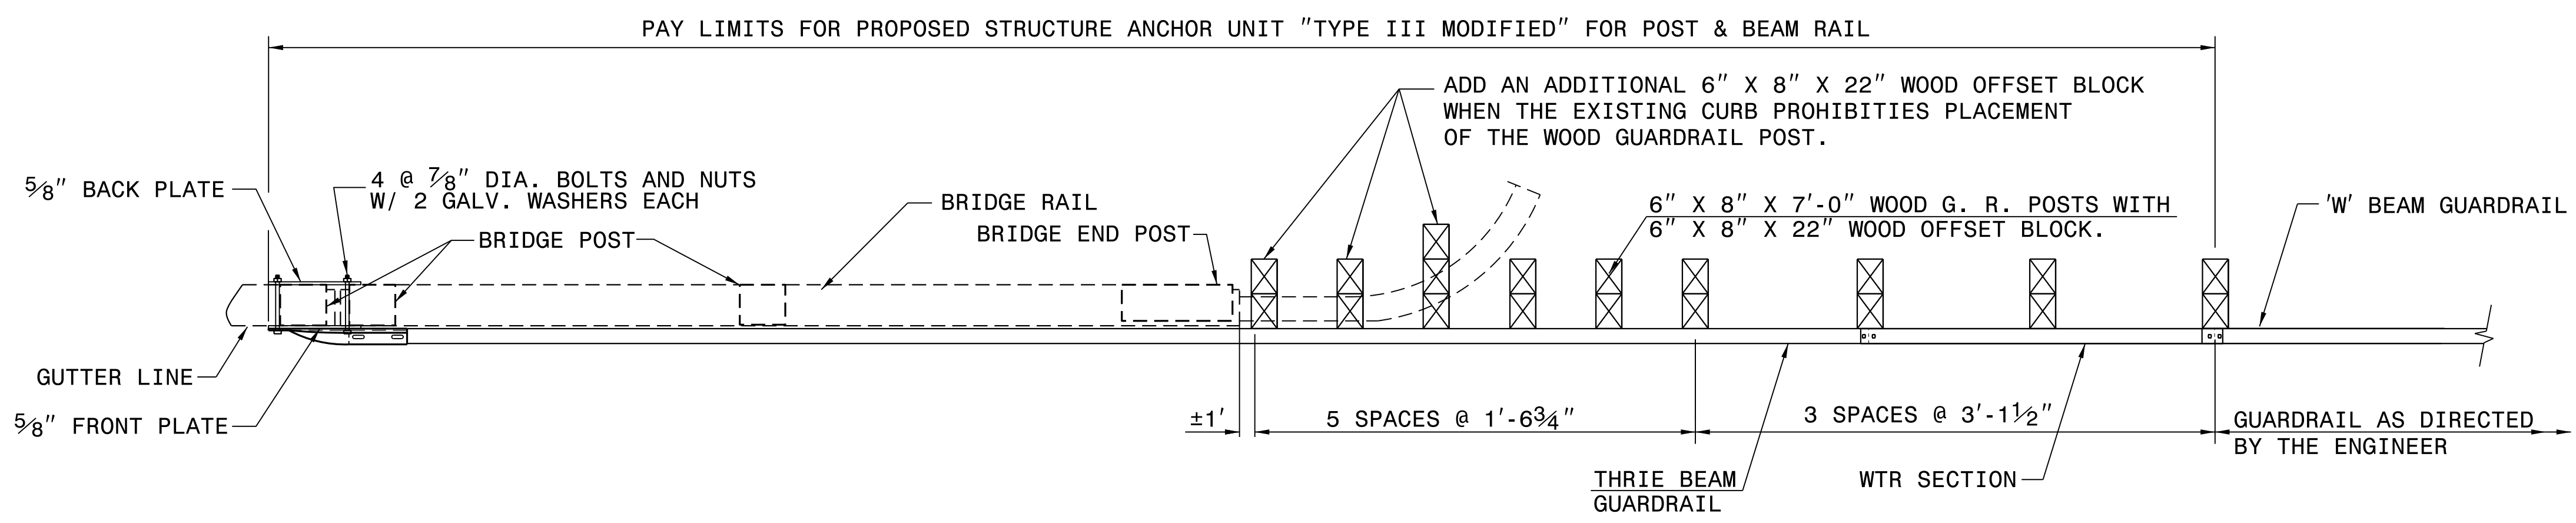 PAY LIMITS FOR PROPOSED STRUCTURE ANCHOR UNIT "TYPE III MODIFIED" FOR POST & BEAM RAIL
ADD AN ADDITIONAL 6" X 8" X 22" WOOD OFFSET BLOCK
WHEN THE EXISTING CURB PROHIBITIES PLACEMENT
OF THE WOOD GUARDRAIL POST.
5/8" BACK PLATE
4 @ 7/8" DIA. BOLTS AND NUTS
W/ 2 GALV. WASHERS EACH
BRIDGE RAIL
BRIDGE POST
BRIDGE END POST
6" X 8" X 7'-0" WOOD G. R. POSTS WITH
6" X 8" X 22" WOOD OFFSET BLOCK.
'W' BEAM GUARDRAIL
GUTTER LINE
5/8" FRONT PLATE
±1'
5 SPACES @ 1'-6 3/4"
3 SPACES @ 3'-1 1/2"
GUARDRAIL AS DIRECTED
BY THE ENGINEER
THRIE BEAM
GUARDRAIL
WTR SECTION